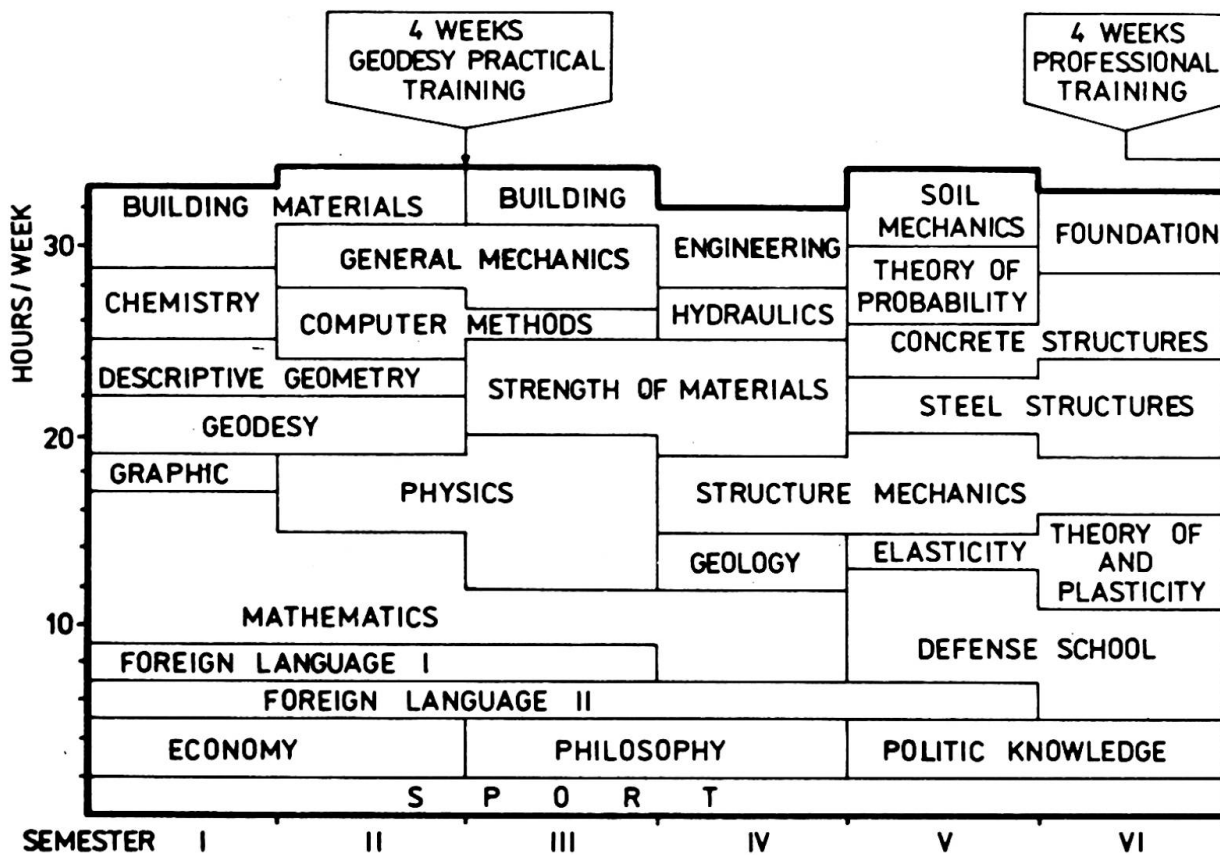 4 WEEKS
GEODESY PRACTICAL
TRAINING
4 WEEKS
PROFESSIONAL
TRAINING
HOURS/WEEK
30
20
10
BUILDING MATERIALS
BUILDING
ENGINEERING
SOIL
MECHANICS
FOUNDATION
GENERAL MECHANICS
THEORY OF
PROBABILITY
CHEMISTRY
COMPUTER METHODS
HYDRAULICS
CONCRETE STRUCTURES
DESCRIPTIVE GEOMETRY
STRENGTH OF MATERIALS
STEEL STRUCTURES
GEODESY
GRAPHIC
PHYSICS
STRUCTURE MECHANICS
GEOLOGY
ELASTICITY
THEORY OF
AND
PLASTICITY
MATHEMATICS
DEFENSE SCHOOL
FOREIGN LANGUAGE I
FOREIGN LANGUAGE II
ECONOMY
PHILOSOPHY
POLITIC KNOWLEDGE
SPORT
SEMESTER I II III IV V VI